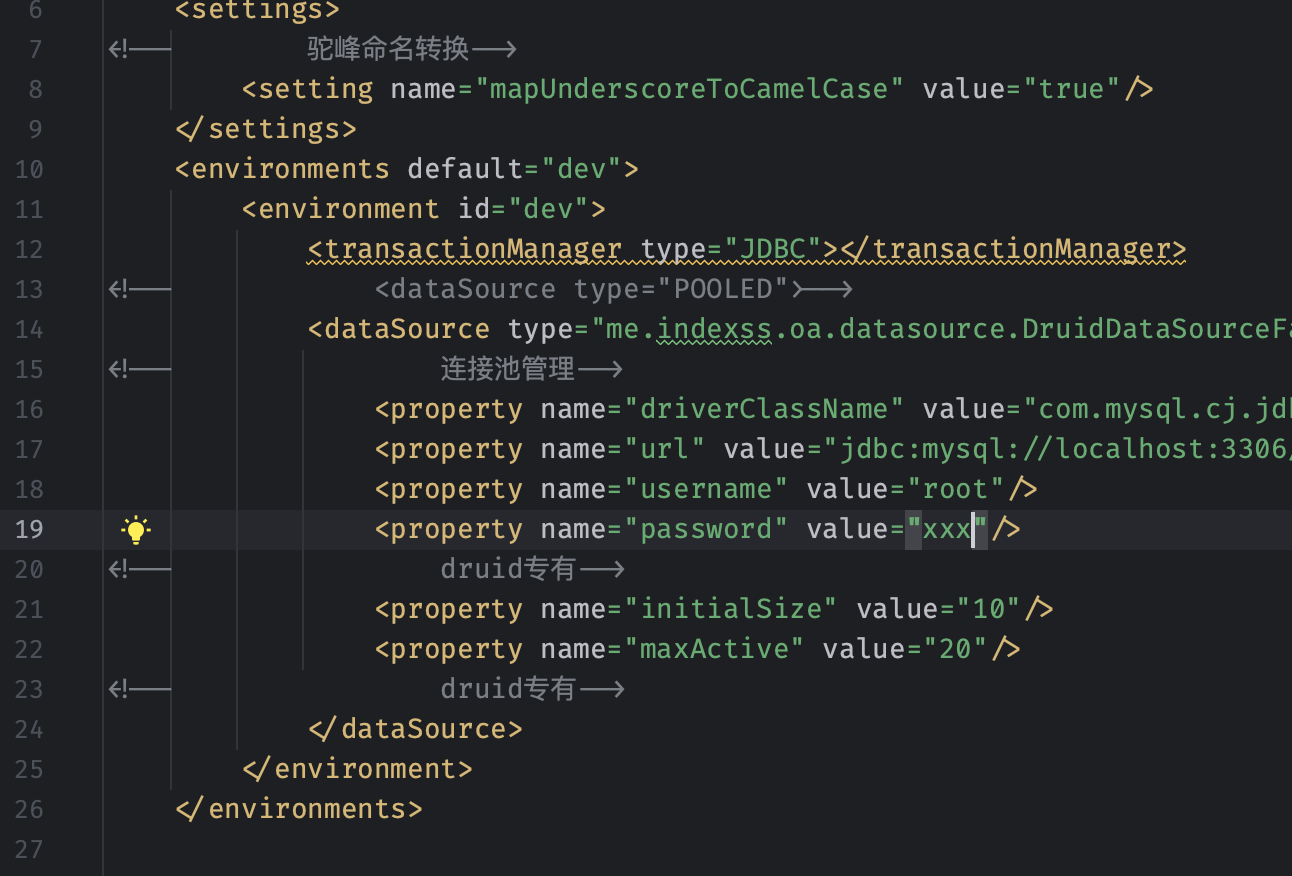 6 <settings>
7 <!-- 驼峰命名转换-->
8 <setting name="mapUnderscoreToCamelCase" value="true"/>
9 </settings>
10 <environments default="dev">
11 <environment id="dev">
12 <transactionManager type="JDBC"></transactionManager>
13 <!-- <dataSource type="POOLED">-->
14 <dataSource type="me.indexss.oa.datasource.DruidDataSourceFa
15 <!-- 连接池管理-->
16 <property name="driverClassName" value="com.mysql.cj.jd
17 <property name="url" value="jdbc:mysql://localhost:3306/
18 <property name="username" value="root"/>
19 <property name="password" value="xxx"/>
20 <!-- druid专有-->
21 <property name="initialSize" value="10"/>
22 <property name="maxActive" value="20"/>
23 <!-- druid专有-->
24 </dataSource>
25 </environment>
26 </environments>
27